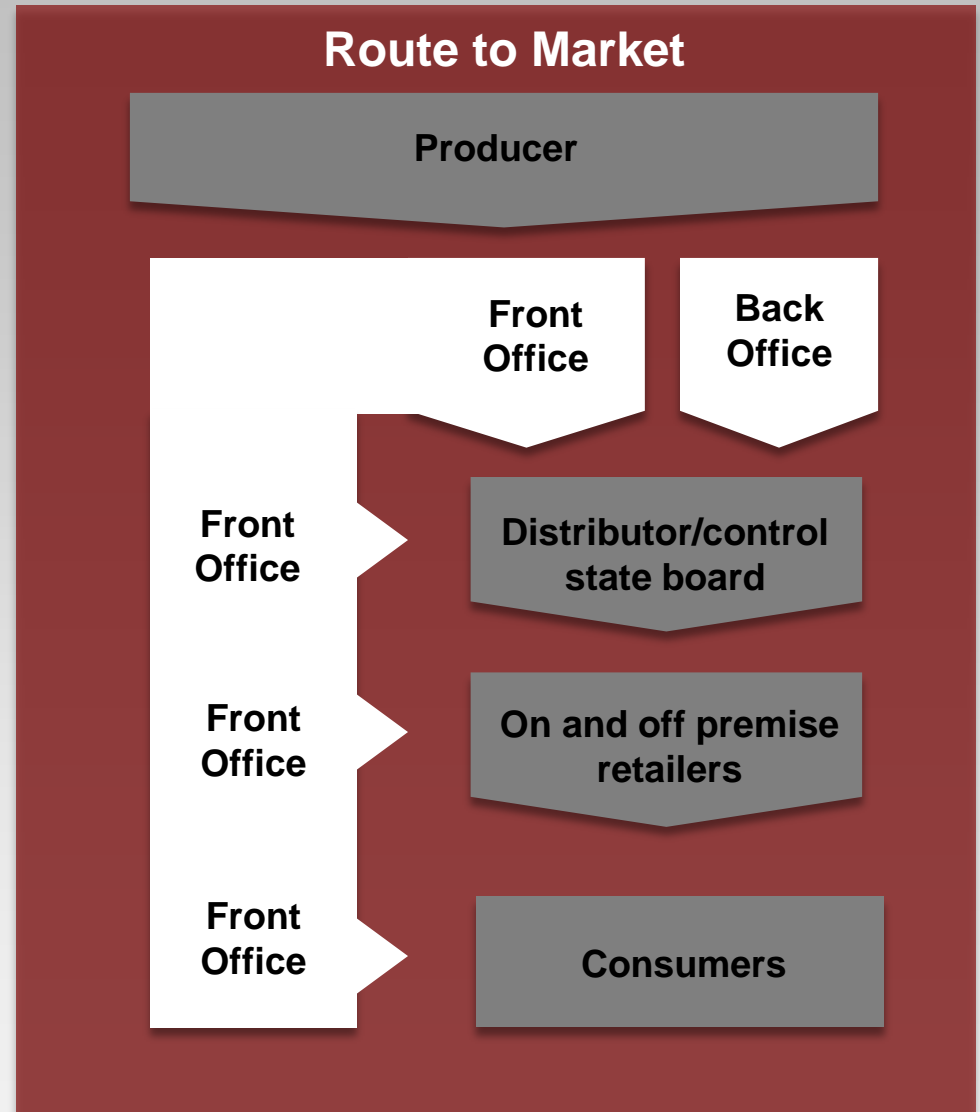 Route to Market
Producer
Front
Office
Back
Office
Front
Office
Distributor/control
state board
Front
Office
On and off premise
retailers
Front
Office
Consumers